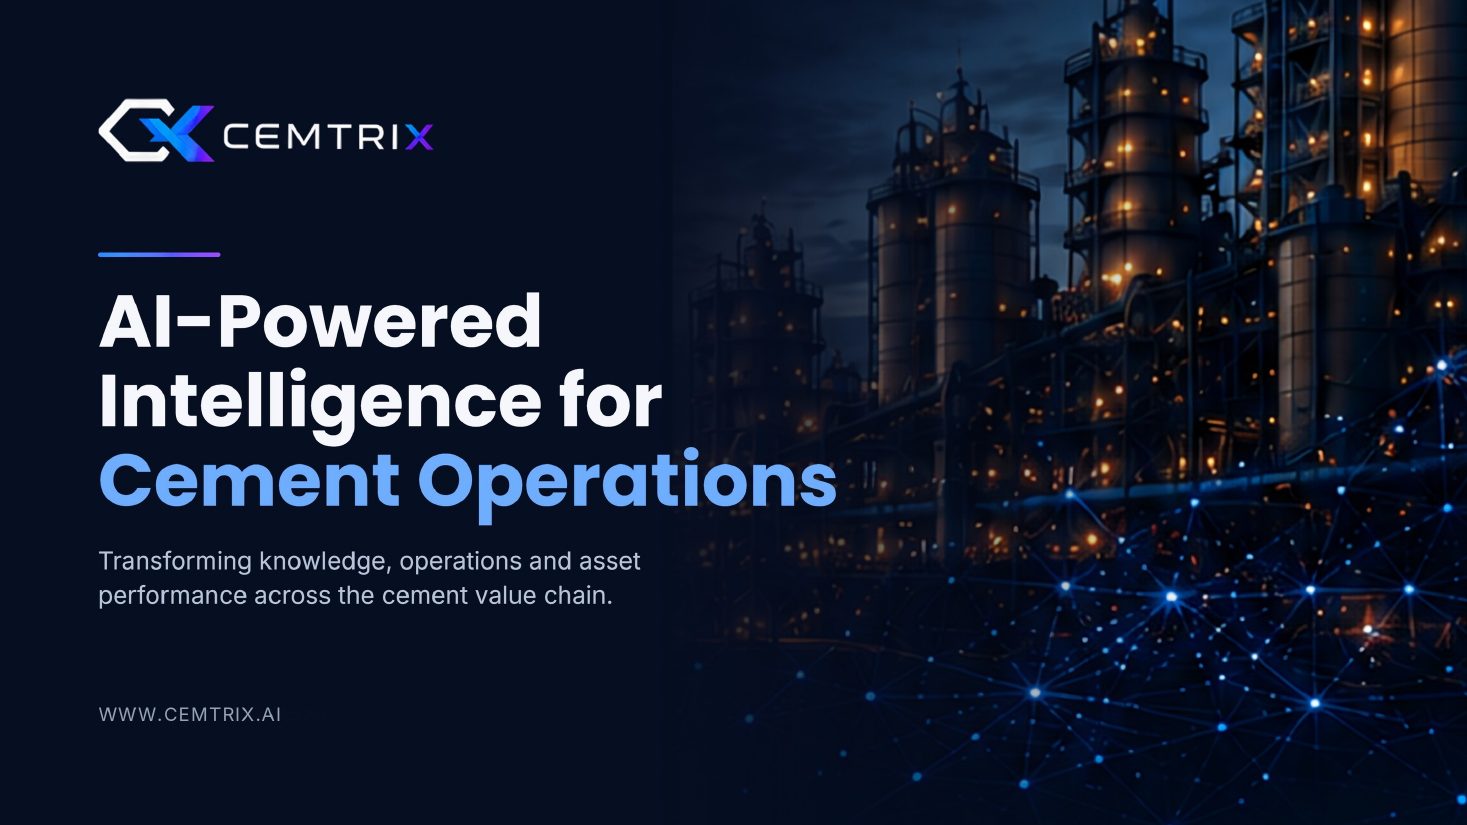 CEMTRIX
AI-Powered
Intelligence for
Cement Operations
Transforming knowledge, operations and asset
performance across the cement value chain.
WWW.CEMTRIX.AI